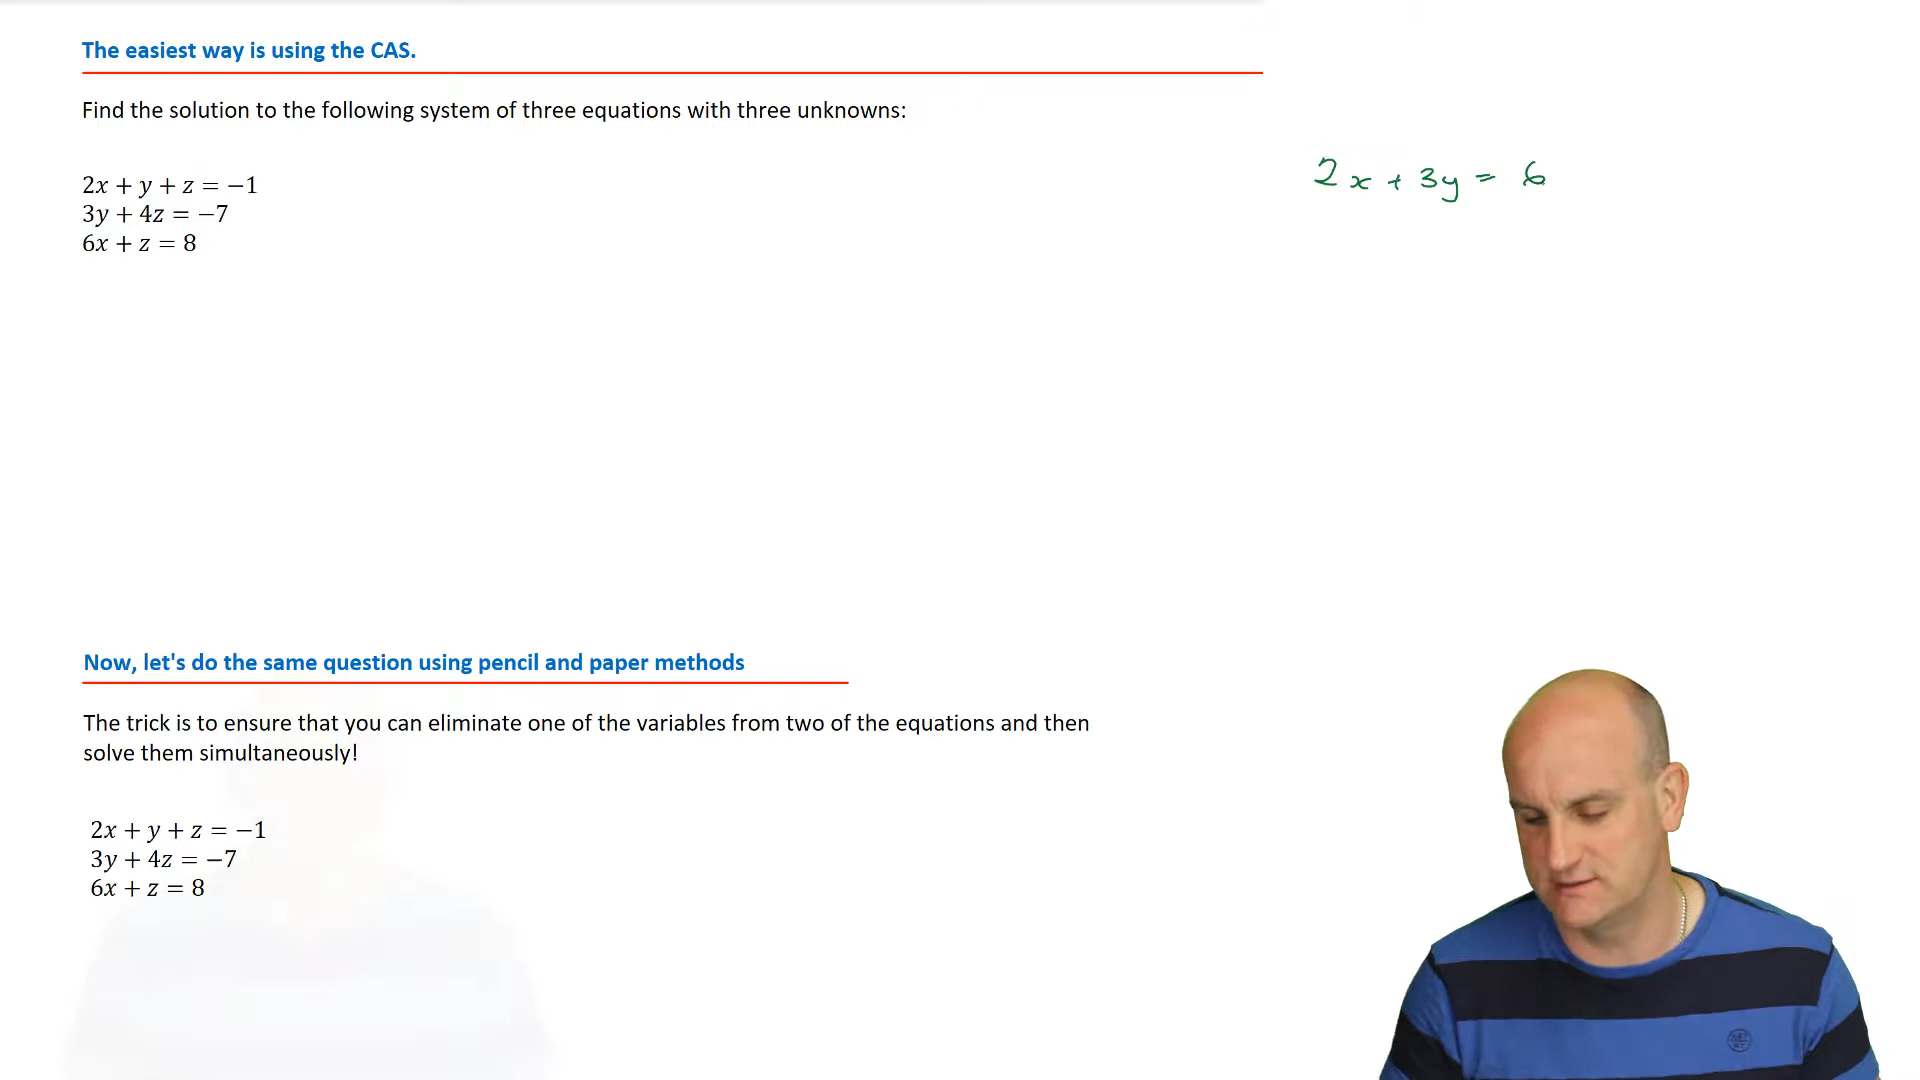 The easiest way is using the CAS.
Find the solution to the following system of three equations with three unknowns:
2x + y + z = −1
3y + 4z = −7
6x + z = 8
2x + 3y = 6
Now, let's do the same question using pencil and paper methods
The trick is to ensure that you can eliminate one of the variables from two of the equations and then
solve them simultaneously!
2x + y + z = −1
3y + 4z = −7
6x + z = 8